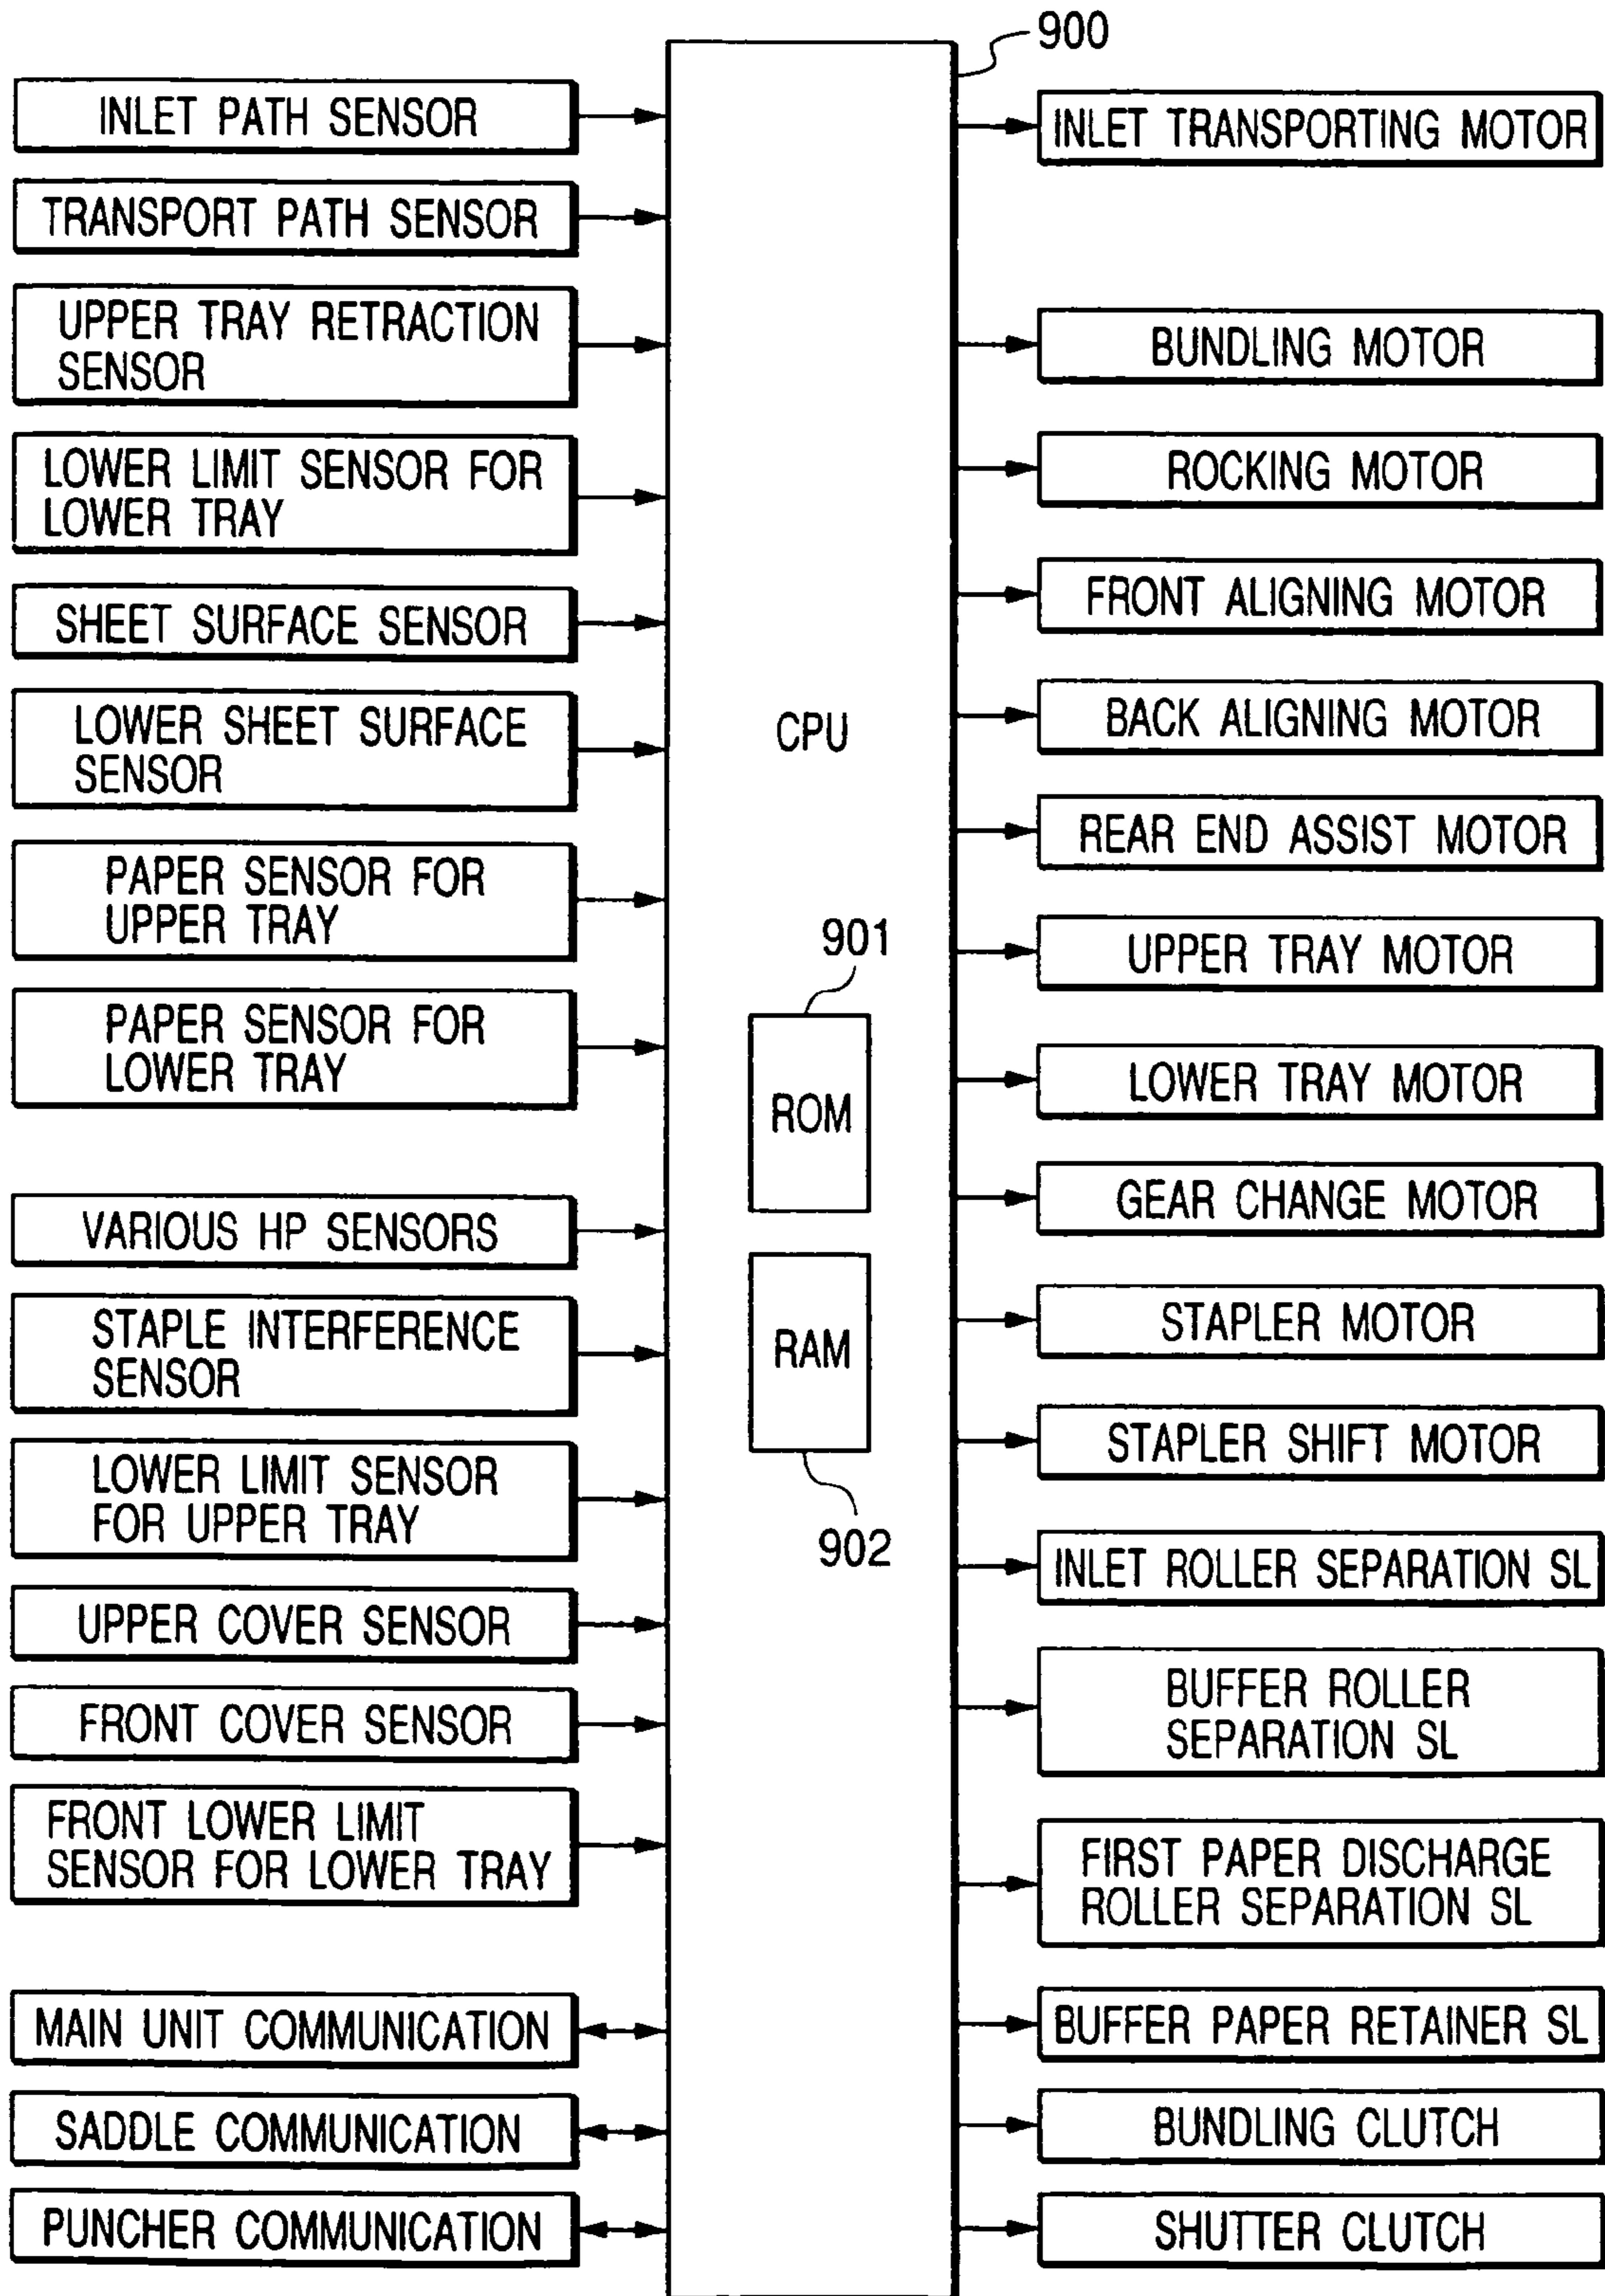 900
INLET PATH SENSOR
TRANSPORT PATH SENSOR
UPPER TRAY RETRACTION
SENSOR
LOWER LIMIT SENSOR FOR
LOWER TRAY
SHEET SURFACE SENSOR
LOWER SHEET SURFACE
SENSOR
PAPER SENSOR FOR
UPPER TRAY
PAPER SENSOR FOR
LOWER TRAY
VARIOUS HP SENSORS
STAPLE INTERFERENCE
SENSOR
LOWER LIMIT SENSOR
FOR UPPER TRAY
UPPER COVER SENSOR
FRONT COVER SENSOR
FRONT LOWER LIMIT
SENSOR FOR LOWER TRAY
MAIN UNIT COMMUNICATION
SADDLE COMMUNICATION
PUNCHER COMMUNICATION
CPU
901
ROM
RAM
902
INLET TRANSPORTING MOTOR
BUNDLING MOTOR
ROCKING MOTOR
FRONT ALIGNING MOTOR
BACK ALIGNING MOTOR
REAR END ASSIST MOTOR
UPPER TRAY MOTOR
LOWER TRAY MOTOR
GEAR CHANGE MOTOR
STAPLER MOTOR
STAPLER SHIFT MOTOR
INLET ROLLER SEPARATION SL
BUFFER ROLLER
SEPARATION SL
FIRST PAPER DISCHARGE
ROLLER SEPARATION SL
BUFFER PAPER RETAINER SL
BUNDLING CLUTCH
SHUTTER CLUTCH